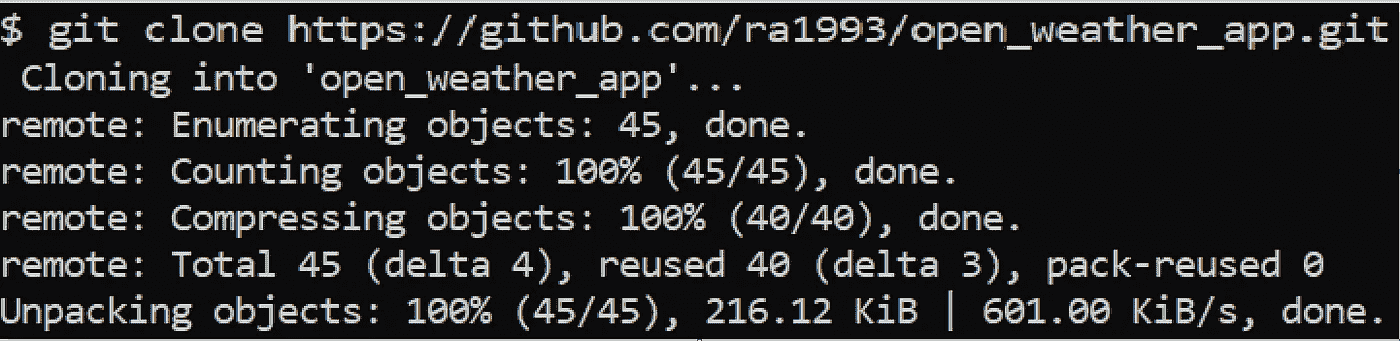 $ git clone https://github.com/ra1993/open_weather_app.git
Cloning into 'open_weather_app'...
remote: Enumerating objects: 45, done.
remote: Counting objects: 100% (45/45), done.
remote: Compressing objects: 100% (40/40), done.
remote: Total 45 (delta 4), reused 40 (delta 3), pack-reused 0
Unpacking objects: 100% (45/45), 216.12 KiB | 601.00 KiB/s, done.